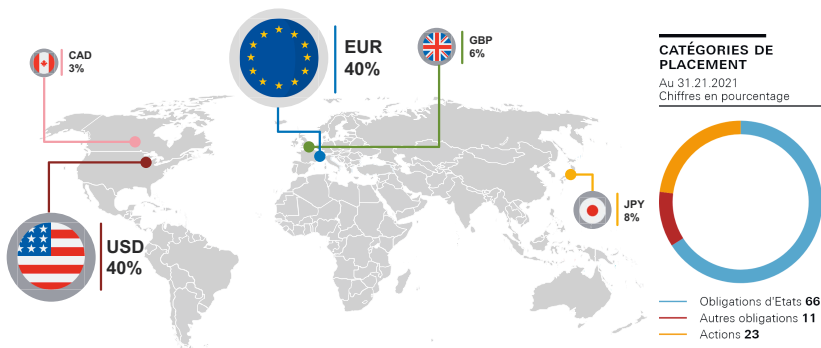 CAD
3%
EUR
40%
GBP
6%
USD
40%
JPY
8%
CATÉGORIES DE
PLACEMENT
Au 31.21.2021
Chiffres en pourcentage
Obligations d'Etats 66
Autres obligations 11
Actions 23